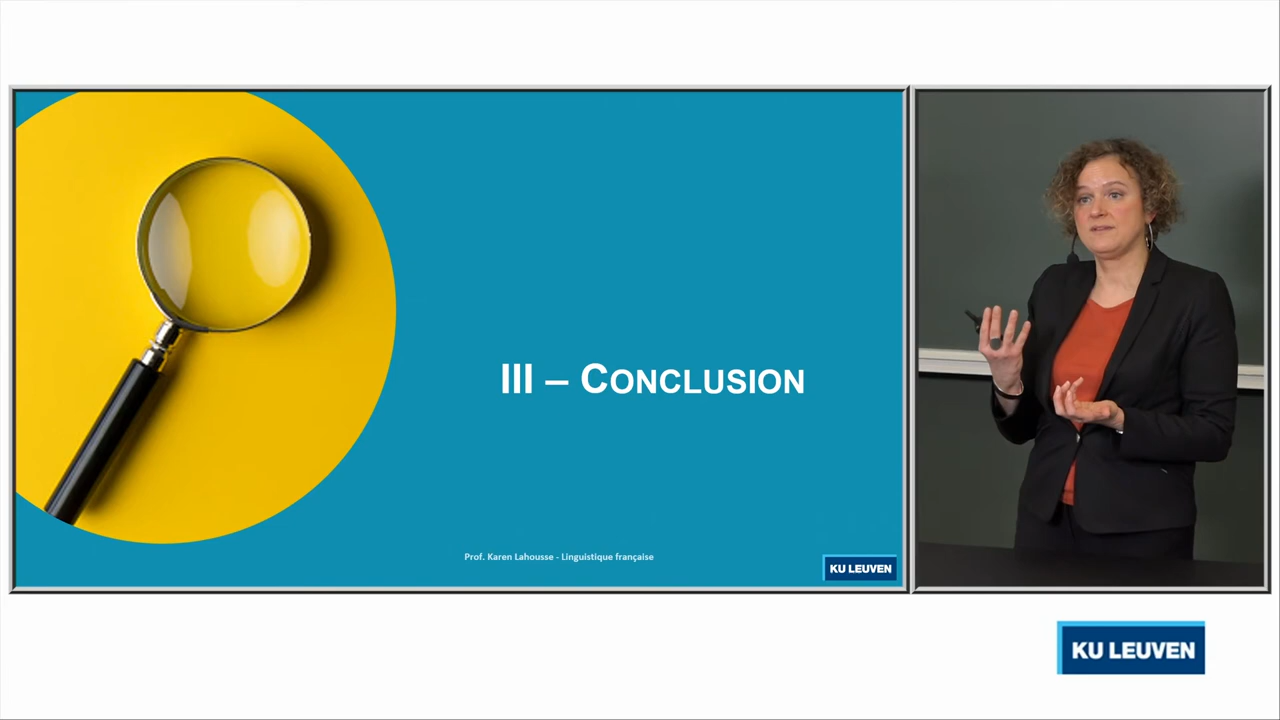 III – CONCLUSION
Prof. Karen Lahousse - Linguistique française
KU LEUVEN
KU LEUVEN